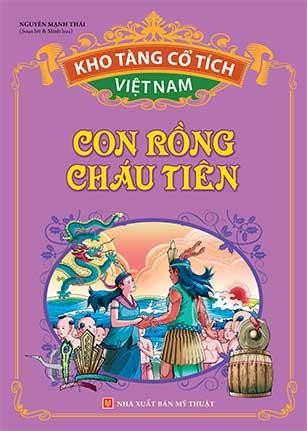 NGUYỄN MẠNH THÁI
(Soạn lời & Minh họa)
KHO TÀNG CỔ TÍCH
VIỆT NAM
CON RỒNG
CHÁU TIÊN
NHÀ XUẤT BẢN MỸ THUẬT